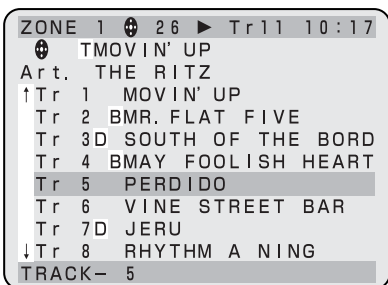 ZONE 1 26 ► Tr11 10:17
TMOVIN' UP
Art. THE RITZ
↑Tr 1 MOVIN' UP
Tr 2 BMR. FLAT FIVE
Tr 3D SOUTH OF THE BORD
Tr 4 BMAY FOOLISH HEART
Tr 5 PERDIDO
Tr 6 VINE STREET BAR
Tr 7D JERU
↓Tr 8 RHYTHM A NING
TRACK– 5